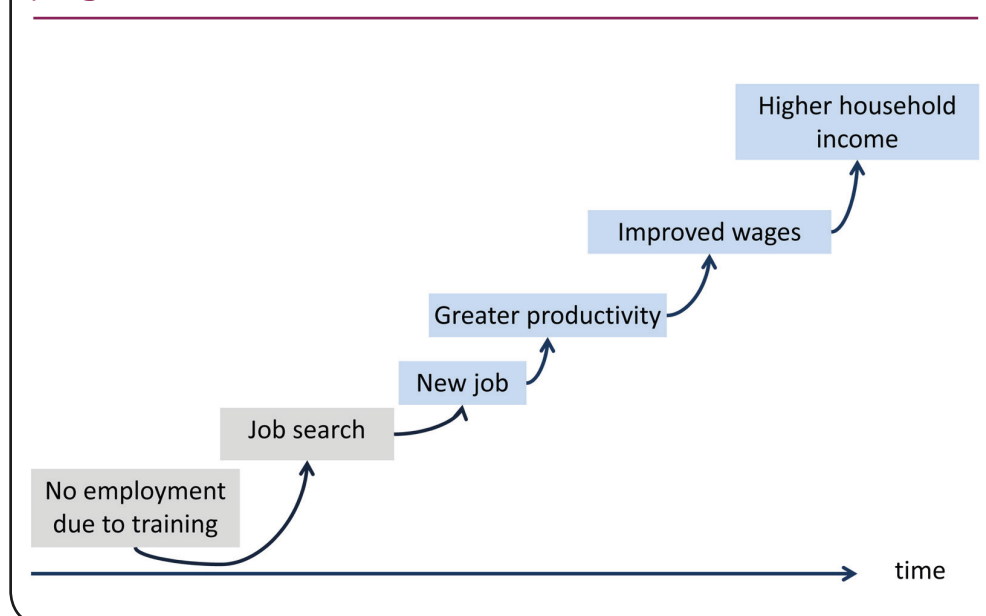 Higher household
income
Improved wages
Greater productivity
New job
Job search
No employment
due to training
time